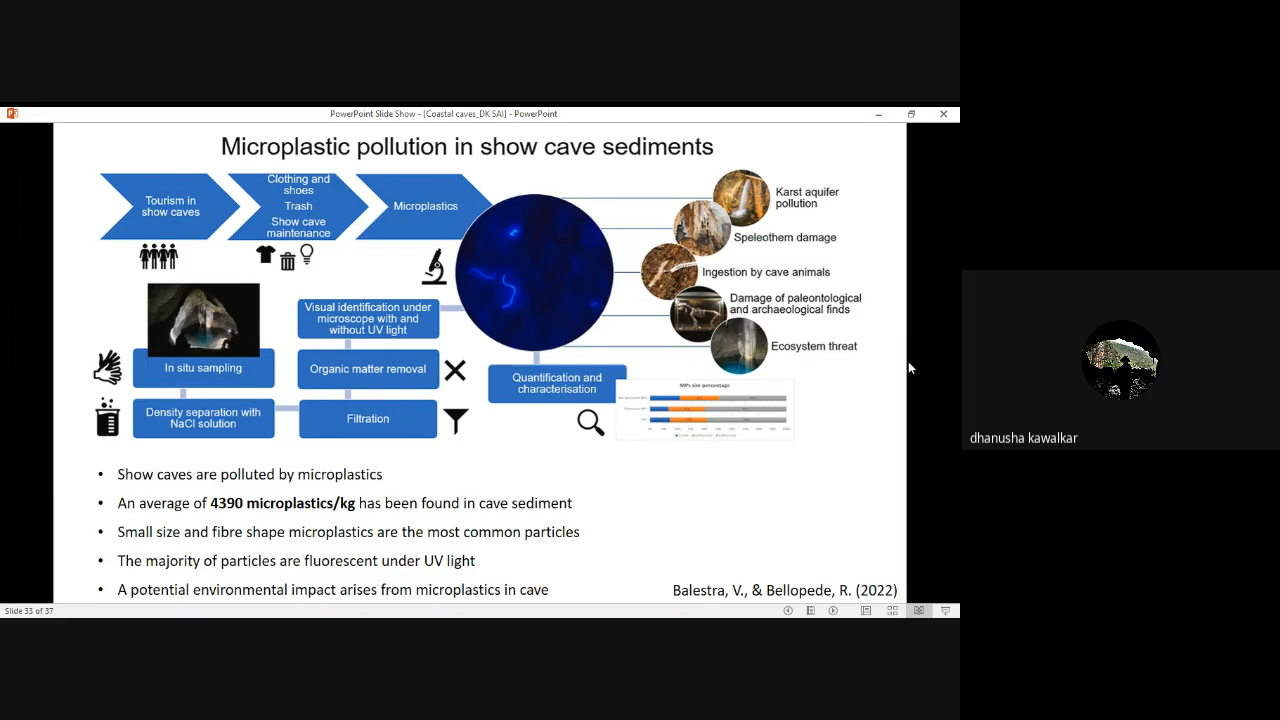 PowerPoint Slide Show - [Coastal caves_DK SAI] - PowerPoint
Microplastic pollution in show cave sediments
Tourism in
show caves
Clothing and
shoes
Trash
Show cave
maintenance
Microplastics
Karst aquifer
pollution
Speleothem damage
Ingestion by cave animals
Damage of paleontological
and archaeological finds
Ecosystem threat
Visual identification under
microscope with and
without UV light
In situ sampling
Organic matter removal
Quantification and
characterisation
MPs size percentage
Density separation with
NaCl solution
Filtration
• Show caves are polluted by microplastics
• An average of 4390 microplastics/kg has been found in cave sediment
• Small size and fibre shape microplastics are the most common particles
• The majority of particles are fluorescent under UV light
• A potential environmental impact arises from microplastics in cave
Balestra, V., & Bellopede, R. (2022)
Slide 33 of 37
dhanusha kawalkar